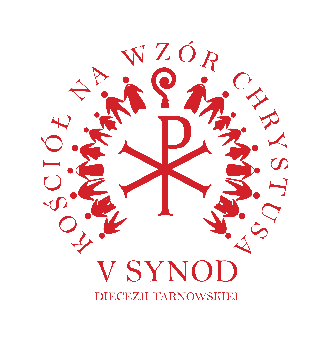 KOŚCIÓŁ NA WZÓR CHRYSTUSA
V SYNOD
DIECEZJI TARNOWSKIEJ